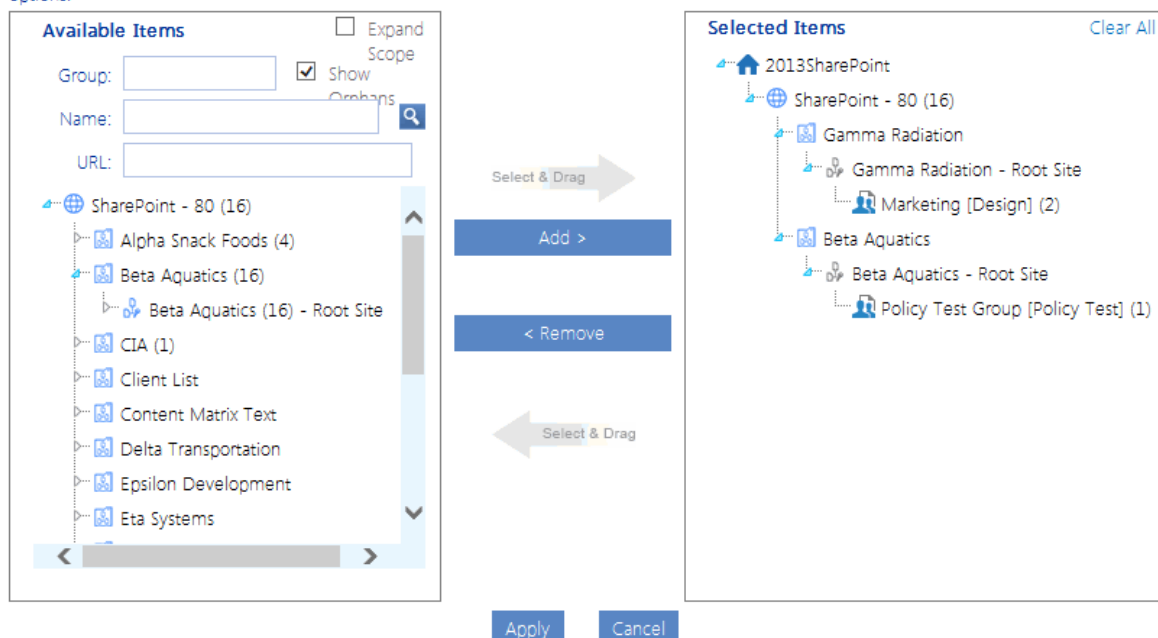 Available Items
Expand
Scope
Group:
Show
Orphans
Name:
URL:
SharePoint - 80 (16)
Alpha Snack Foods (4)
Beta Aquatics (16)
Beta Aquatics (16) - Root Site
CIA (1)
Client List
Content Matrix Text
Delta Transportation
Epsilon Development
Eta Systems
Select & Drag
Add >
< Remove
Select & Drag
Selected Items
Clear All
2013SharePoint
SharePoint - 80 (16)
Gamma Radiation
Gamma Radiation - Root Site
Marketing [Design] (2)
Beta Aquatics
Beta Aquatics - Root Site
Policy Test Group [Policy Test] (1)
Apply
Cancel